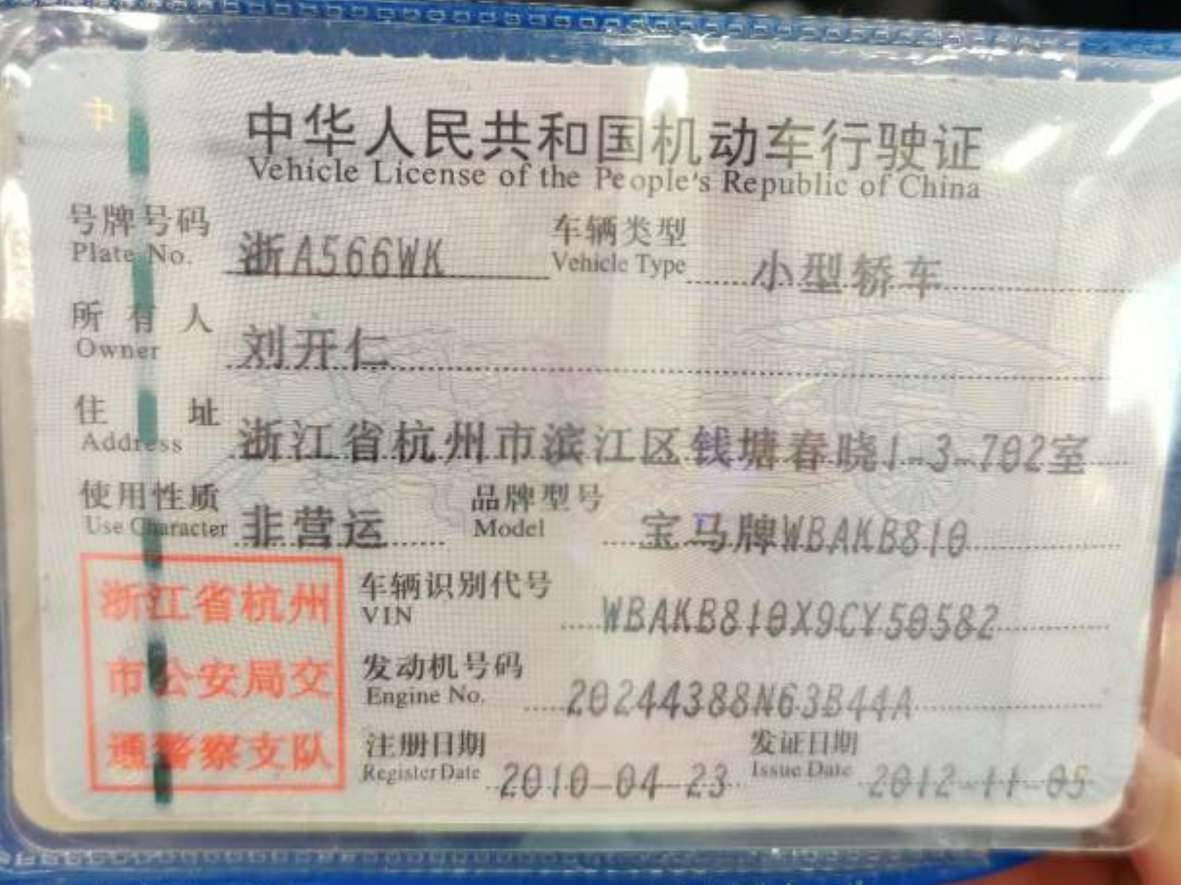 中华人民共和国机动车行驶证
Vehicle License of the People's Republic of China
号牌号码 浙A566WK 车辆类型 小型轿车
Plate No. Vehicle Type
所有人 刘开仁
Owner
住址 浙江省杭州市滨江区钱塘春晓1-3-702室
Address
使用性质 非营运 品牌型号 宝马牌WBAKB810
Use Character Model
浙江省杭州
市公安局交
通警察支队
车辆识别代号 WBAKB810X9CY50582
VIN
发动机号码 20244388N63B44A
Engine No.
注册日期 2010-04-23 发证日期 2012-11-05
Register Date Issue Date